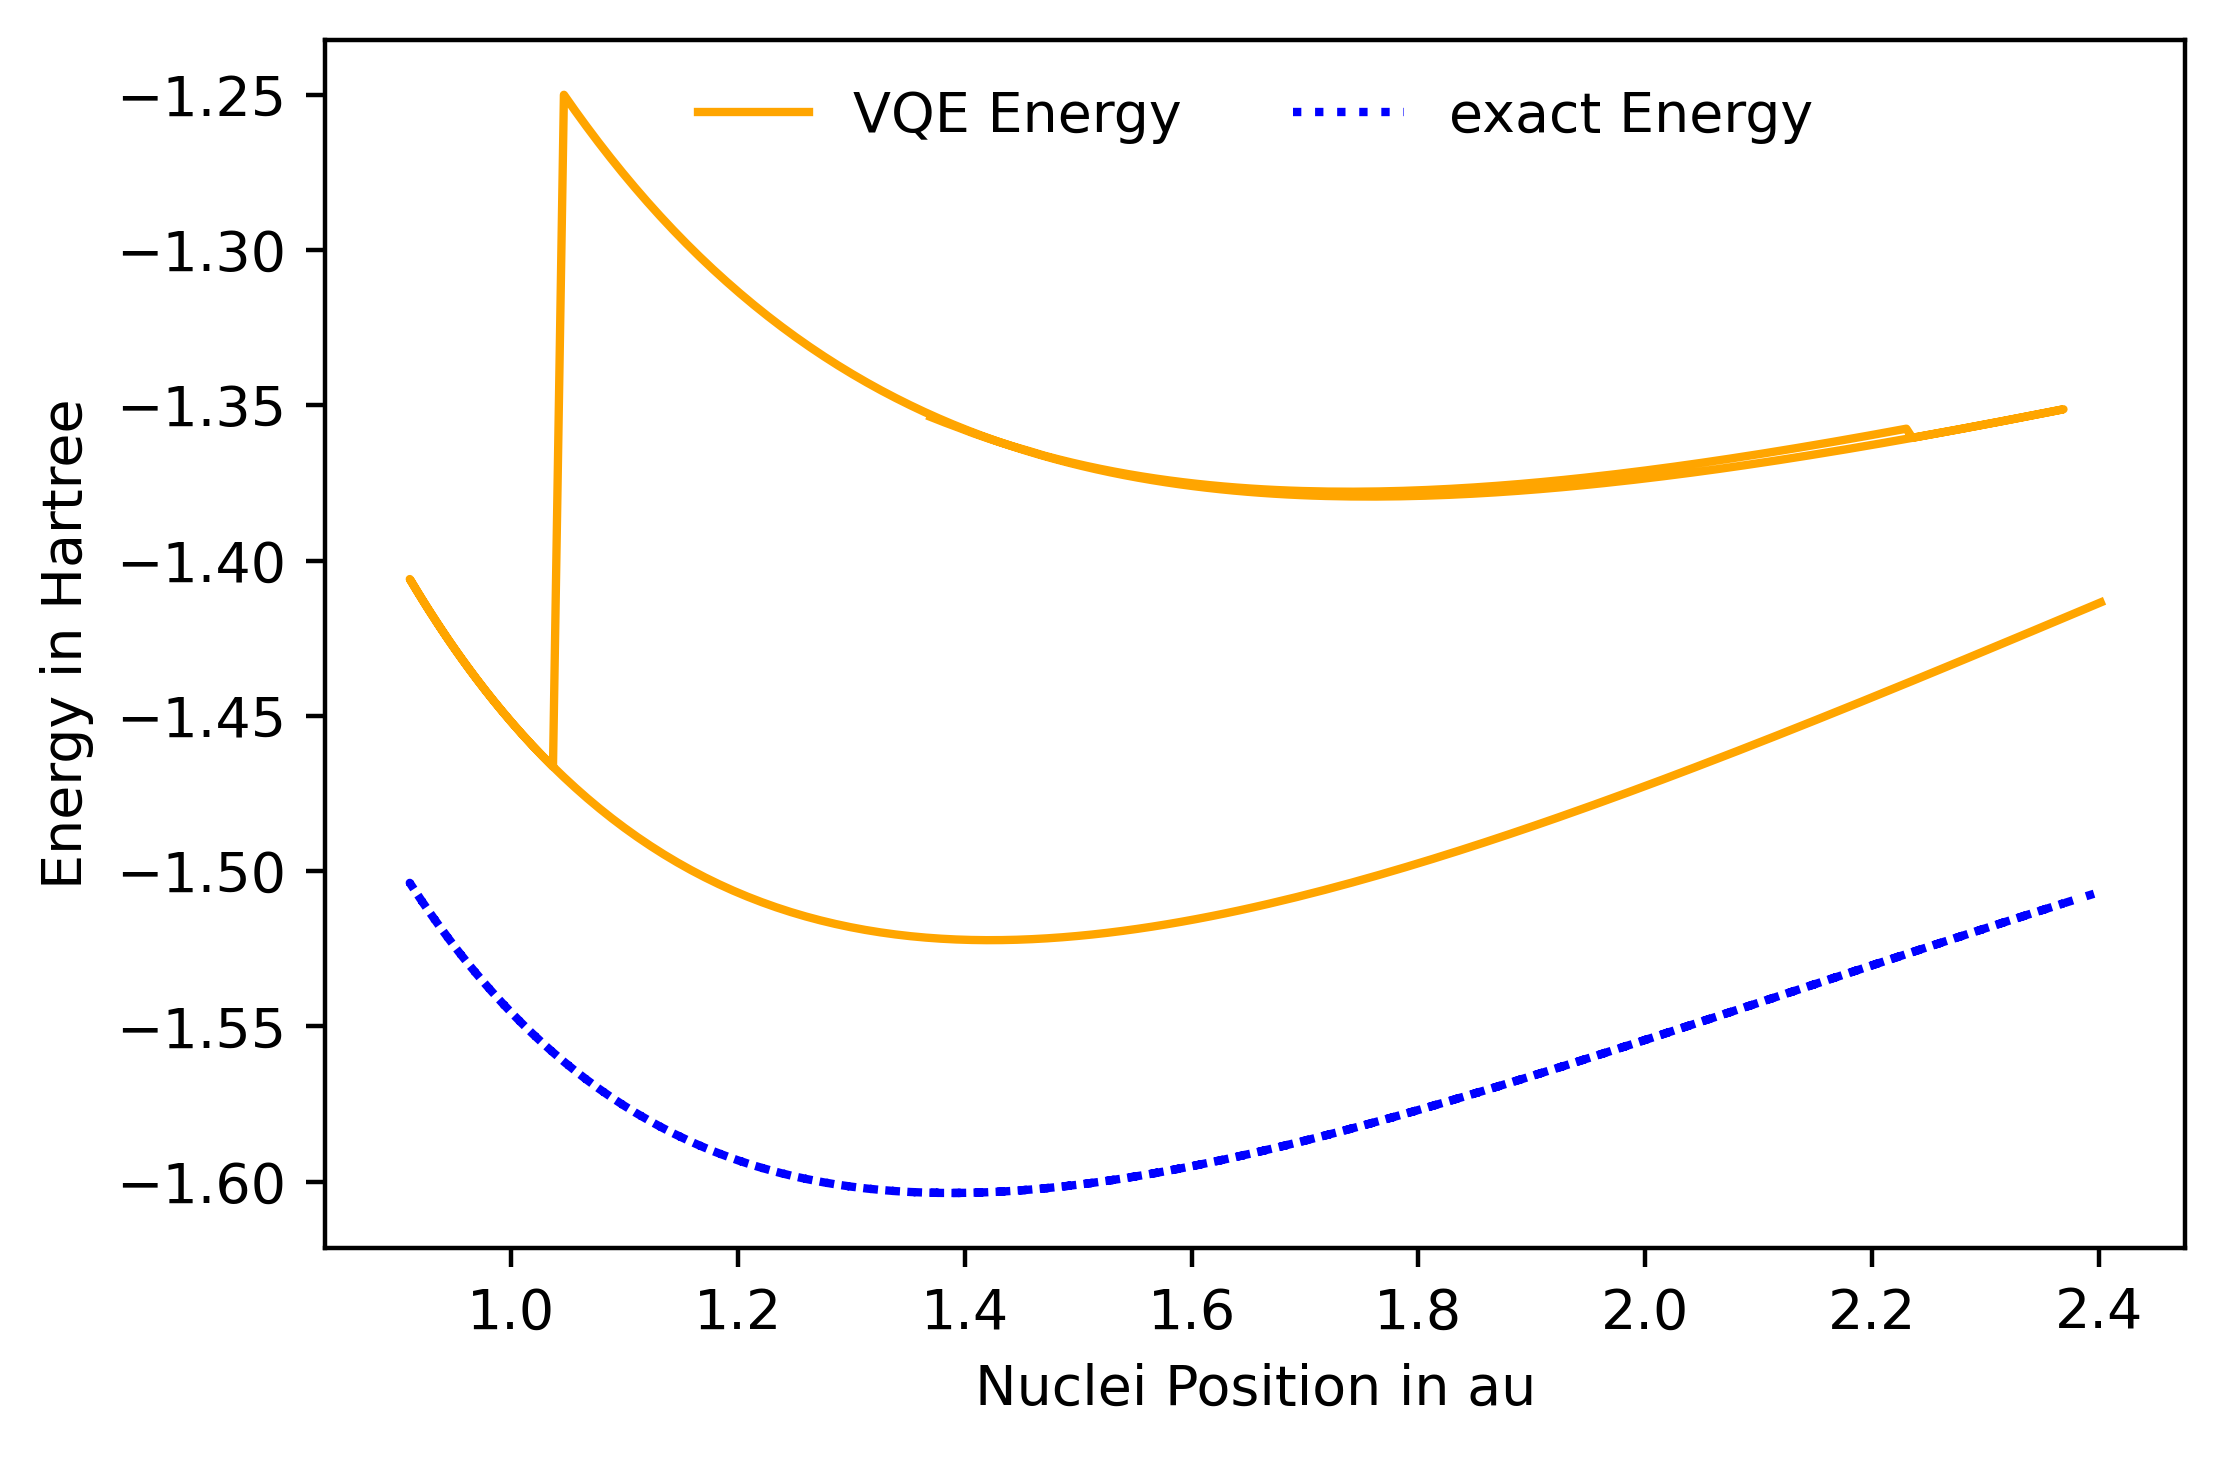 VQE Energy
exact Energy
Energy in Hartree
−1.25
−1.30
−1.35
−1.40
−1.45
−1.50
−1.55
−1.60
1.0 1.2 1.4 1.6 1.8 2.0 2.2 2.4
Nuclei Position in au